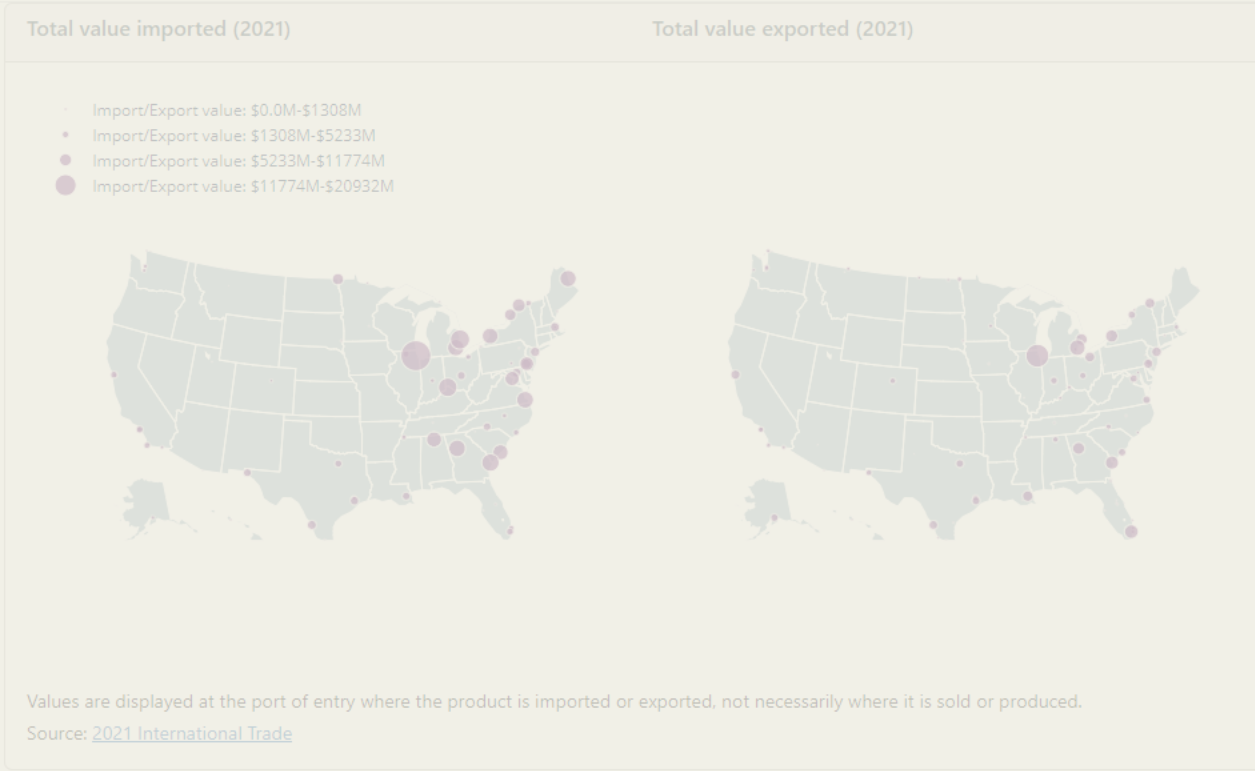 Total value imported (2021)
Total value exported (2021)
Import/Export value: $0.0M-$1308M
Import/Export value: $1308M-$5233M
Import/Export value: $5233M-$11774M
Import/Export value: $11774M-$20932M
Values are displayed at the port of entry where the product is imported or exported, not necessarily where it is sold or produced.
Source: 2021 International Trade